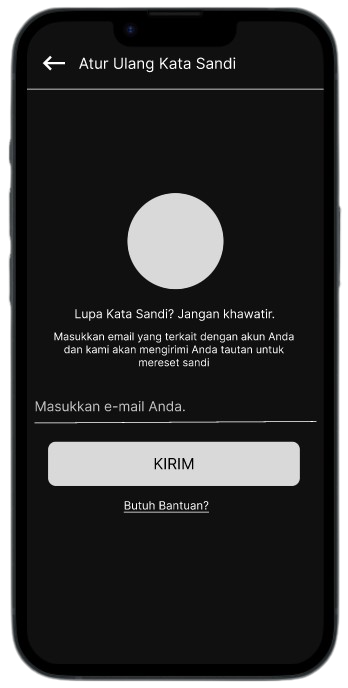 Atur Ulang Kata Sandi
Lupa Kata Sandi? Jangan khawatir.
Masukkan email yang terkait dengan akun Anda
dan kami akan mengirimi Anda tautan untuk
mereset sandi
Masukkan e-mail Anda.
KIRIM
Butuh Bantuan?